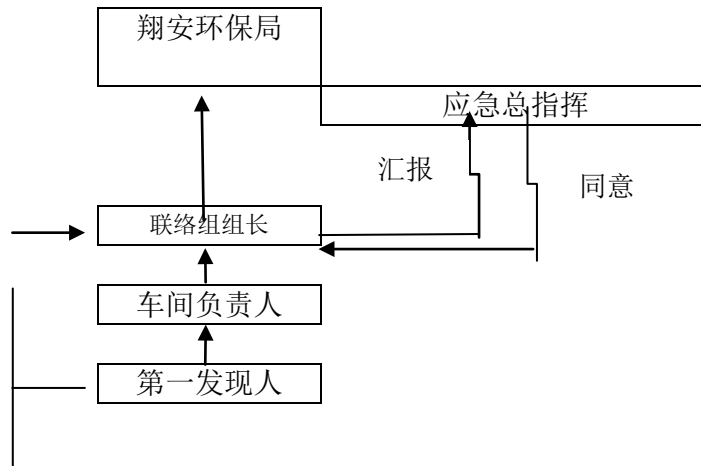 翔安环保局
应急总指挥
汇报
同意
联络组组长
车间负责人
第一发现人